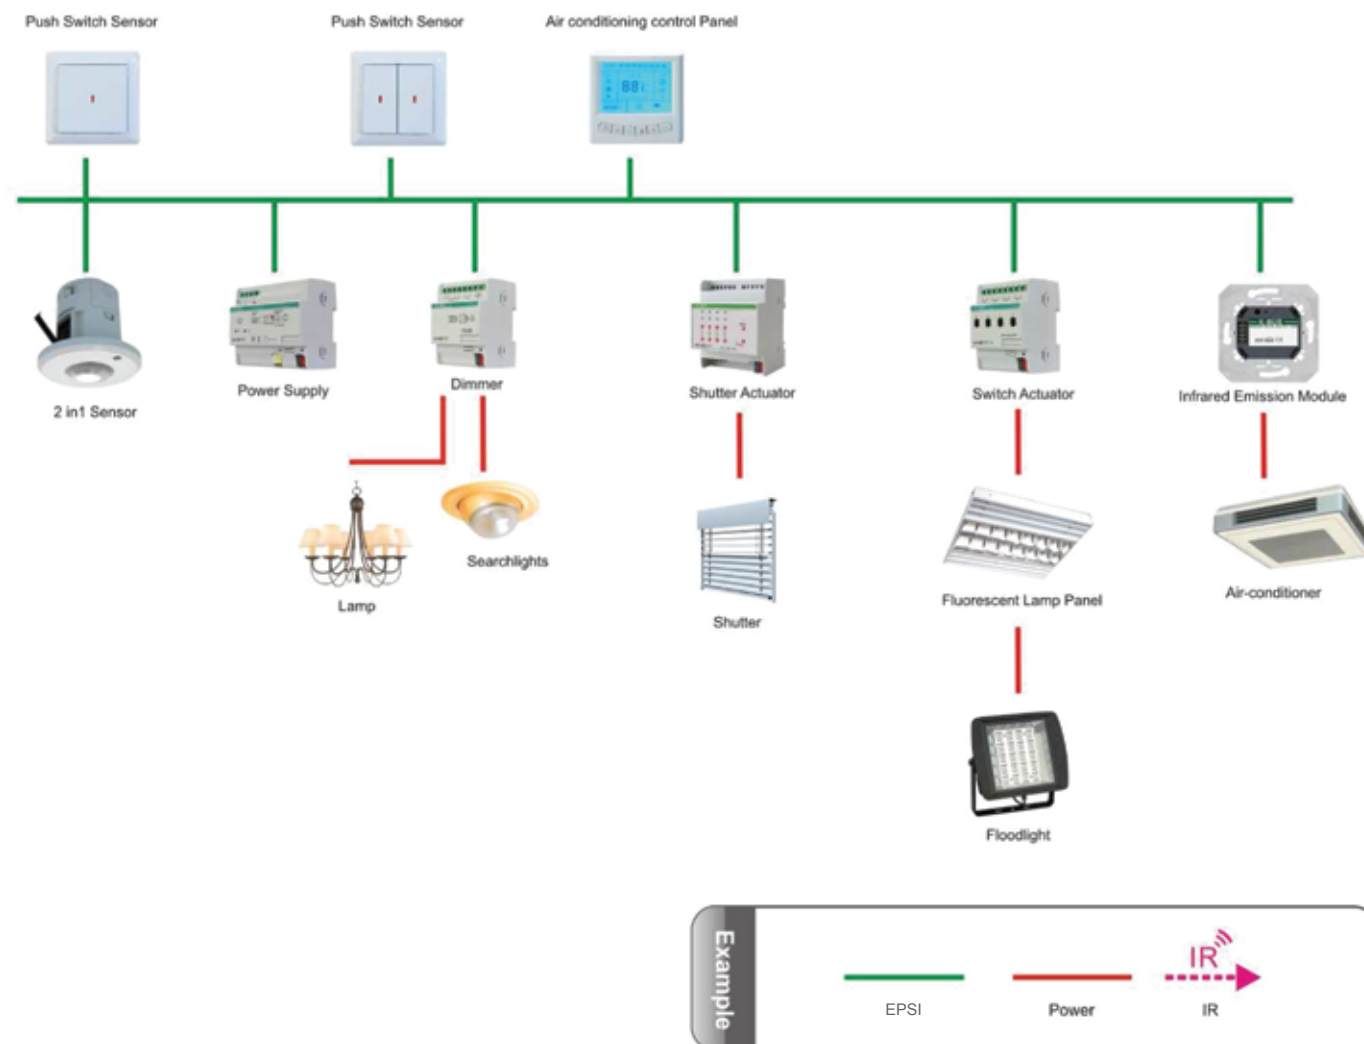 Push Switch Sensor
Push Switch Sensor
Air conditioning control Panel
88
2 in1 Sensor
Power Supply
Dimmer
Shutter Actuator
Switch Actuator
Infrared Emission Module
Lamp
Searchlights
Shutter
Fluorescent Lamp Panel
Air-conditioner
Floodlight
Example
IR
EPSI
Power
IR